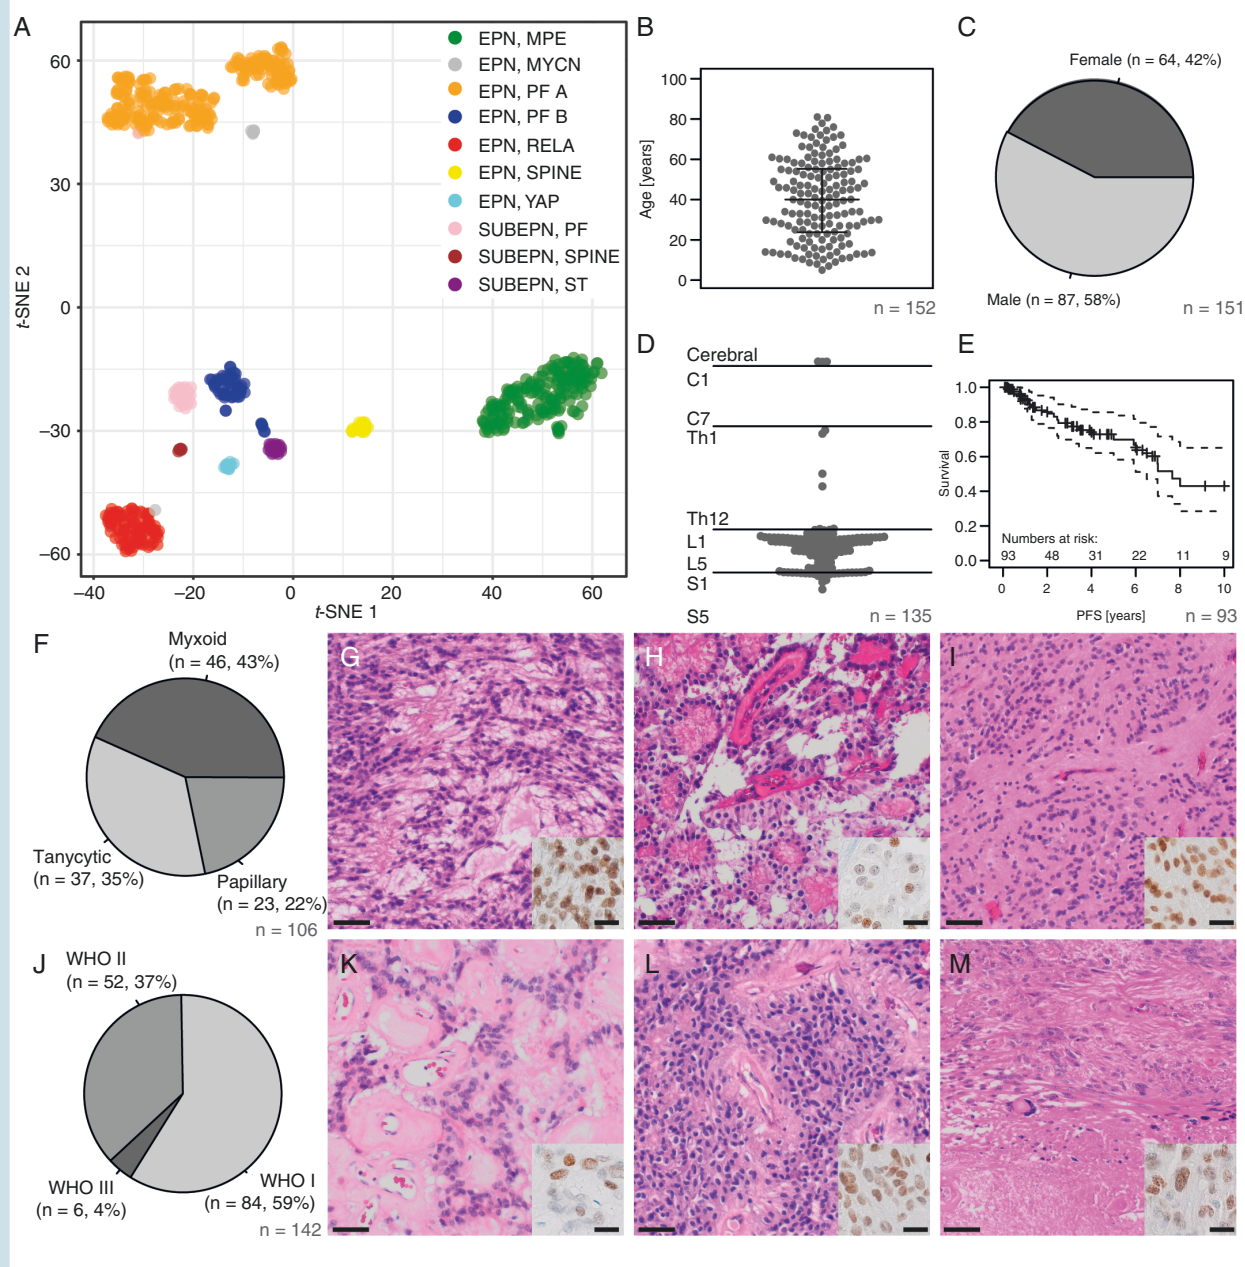 A
60
30
0
−30
−60
−40
−20
0
20
40
60
t-SNE 2
t-SNE 1
EPN, MPE
EPN, MYCN
EPN, PF A
EPN, PF B
EPN, RELA
EPN, SPINE
EPN, YAP
SUBEPN, PF
SUBEPN, SPINE
SUBEPN, ST
B
100
80
60
40
20
0
Age [years]
n = 152
C
Female (n = 64, 42%)
Male (n = 87, 58%)
n = 151
D
Cerebral
C1
C7
Th1
Th12
L1
L5
S1
S5
n = 135
E
1.0
0.8
0.6
0.4
0.2
0.0
Survival
Numbers at risk:
93 48 31 22 11 9
0 2 4 6 8 10
PFS [years]
n = 93
F
Myxoid
(n = 46, 43%)
Tanycytic
(n = 37, 35%)
Papillary
(n = 23, 22%)
n = 106
G
H
I
J
WHO II
(n = 52, 37%)
WHO III
(n = 6, 4%)
WHO I
(n = 84, 59%)
n = 142
K
L
M